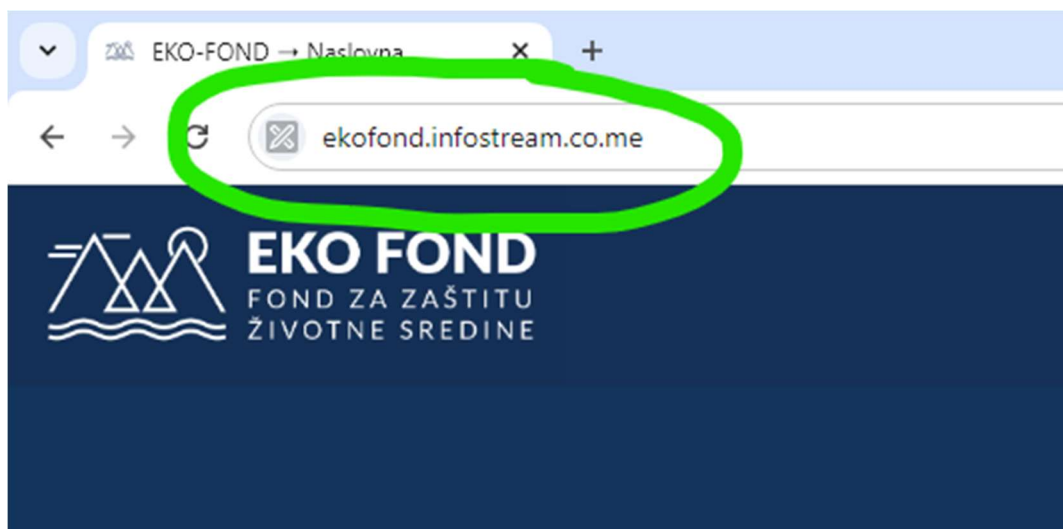 EKO-FOND → Naslovna
ekofond.infostream.co.me
EKO FOND
FOND ZA ZAŠTITU
ŽIVOTNE SREDINE